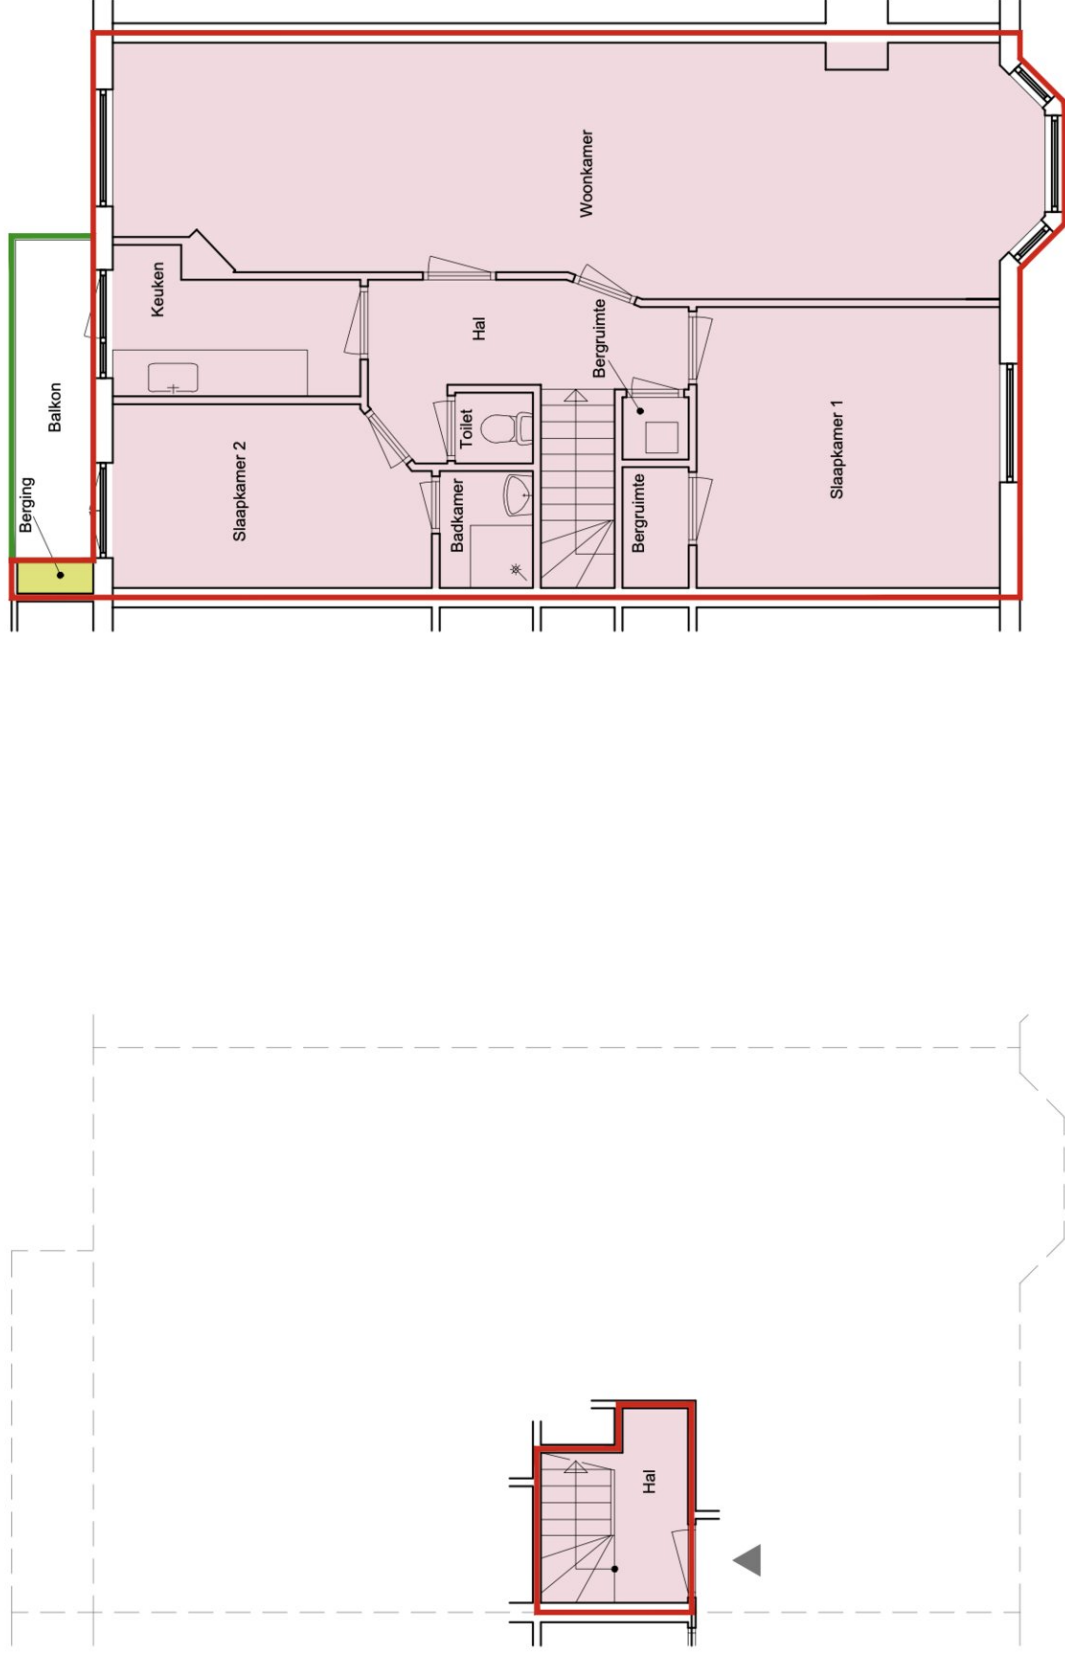 Woonkamer
Keuken
Hal
Bergruimte
Balkon
Berging
Slaapkamer 2
Toilet
Badkamer
Bergruimte
Slaapkamer 1
Hal